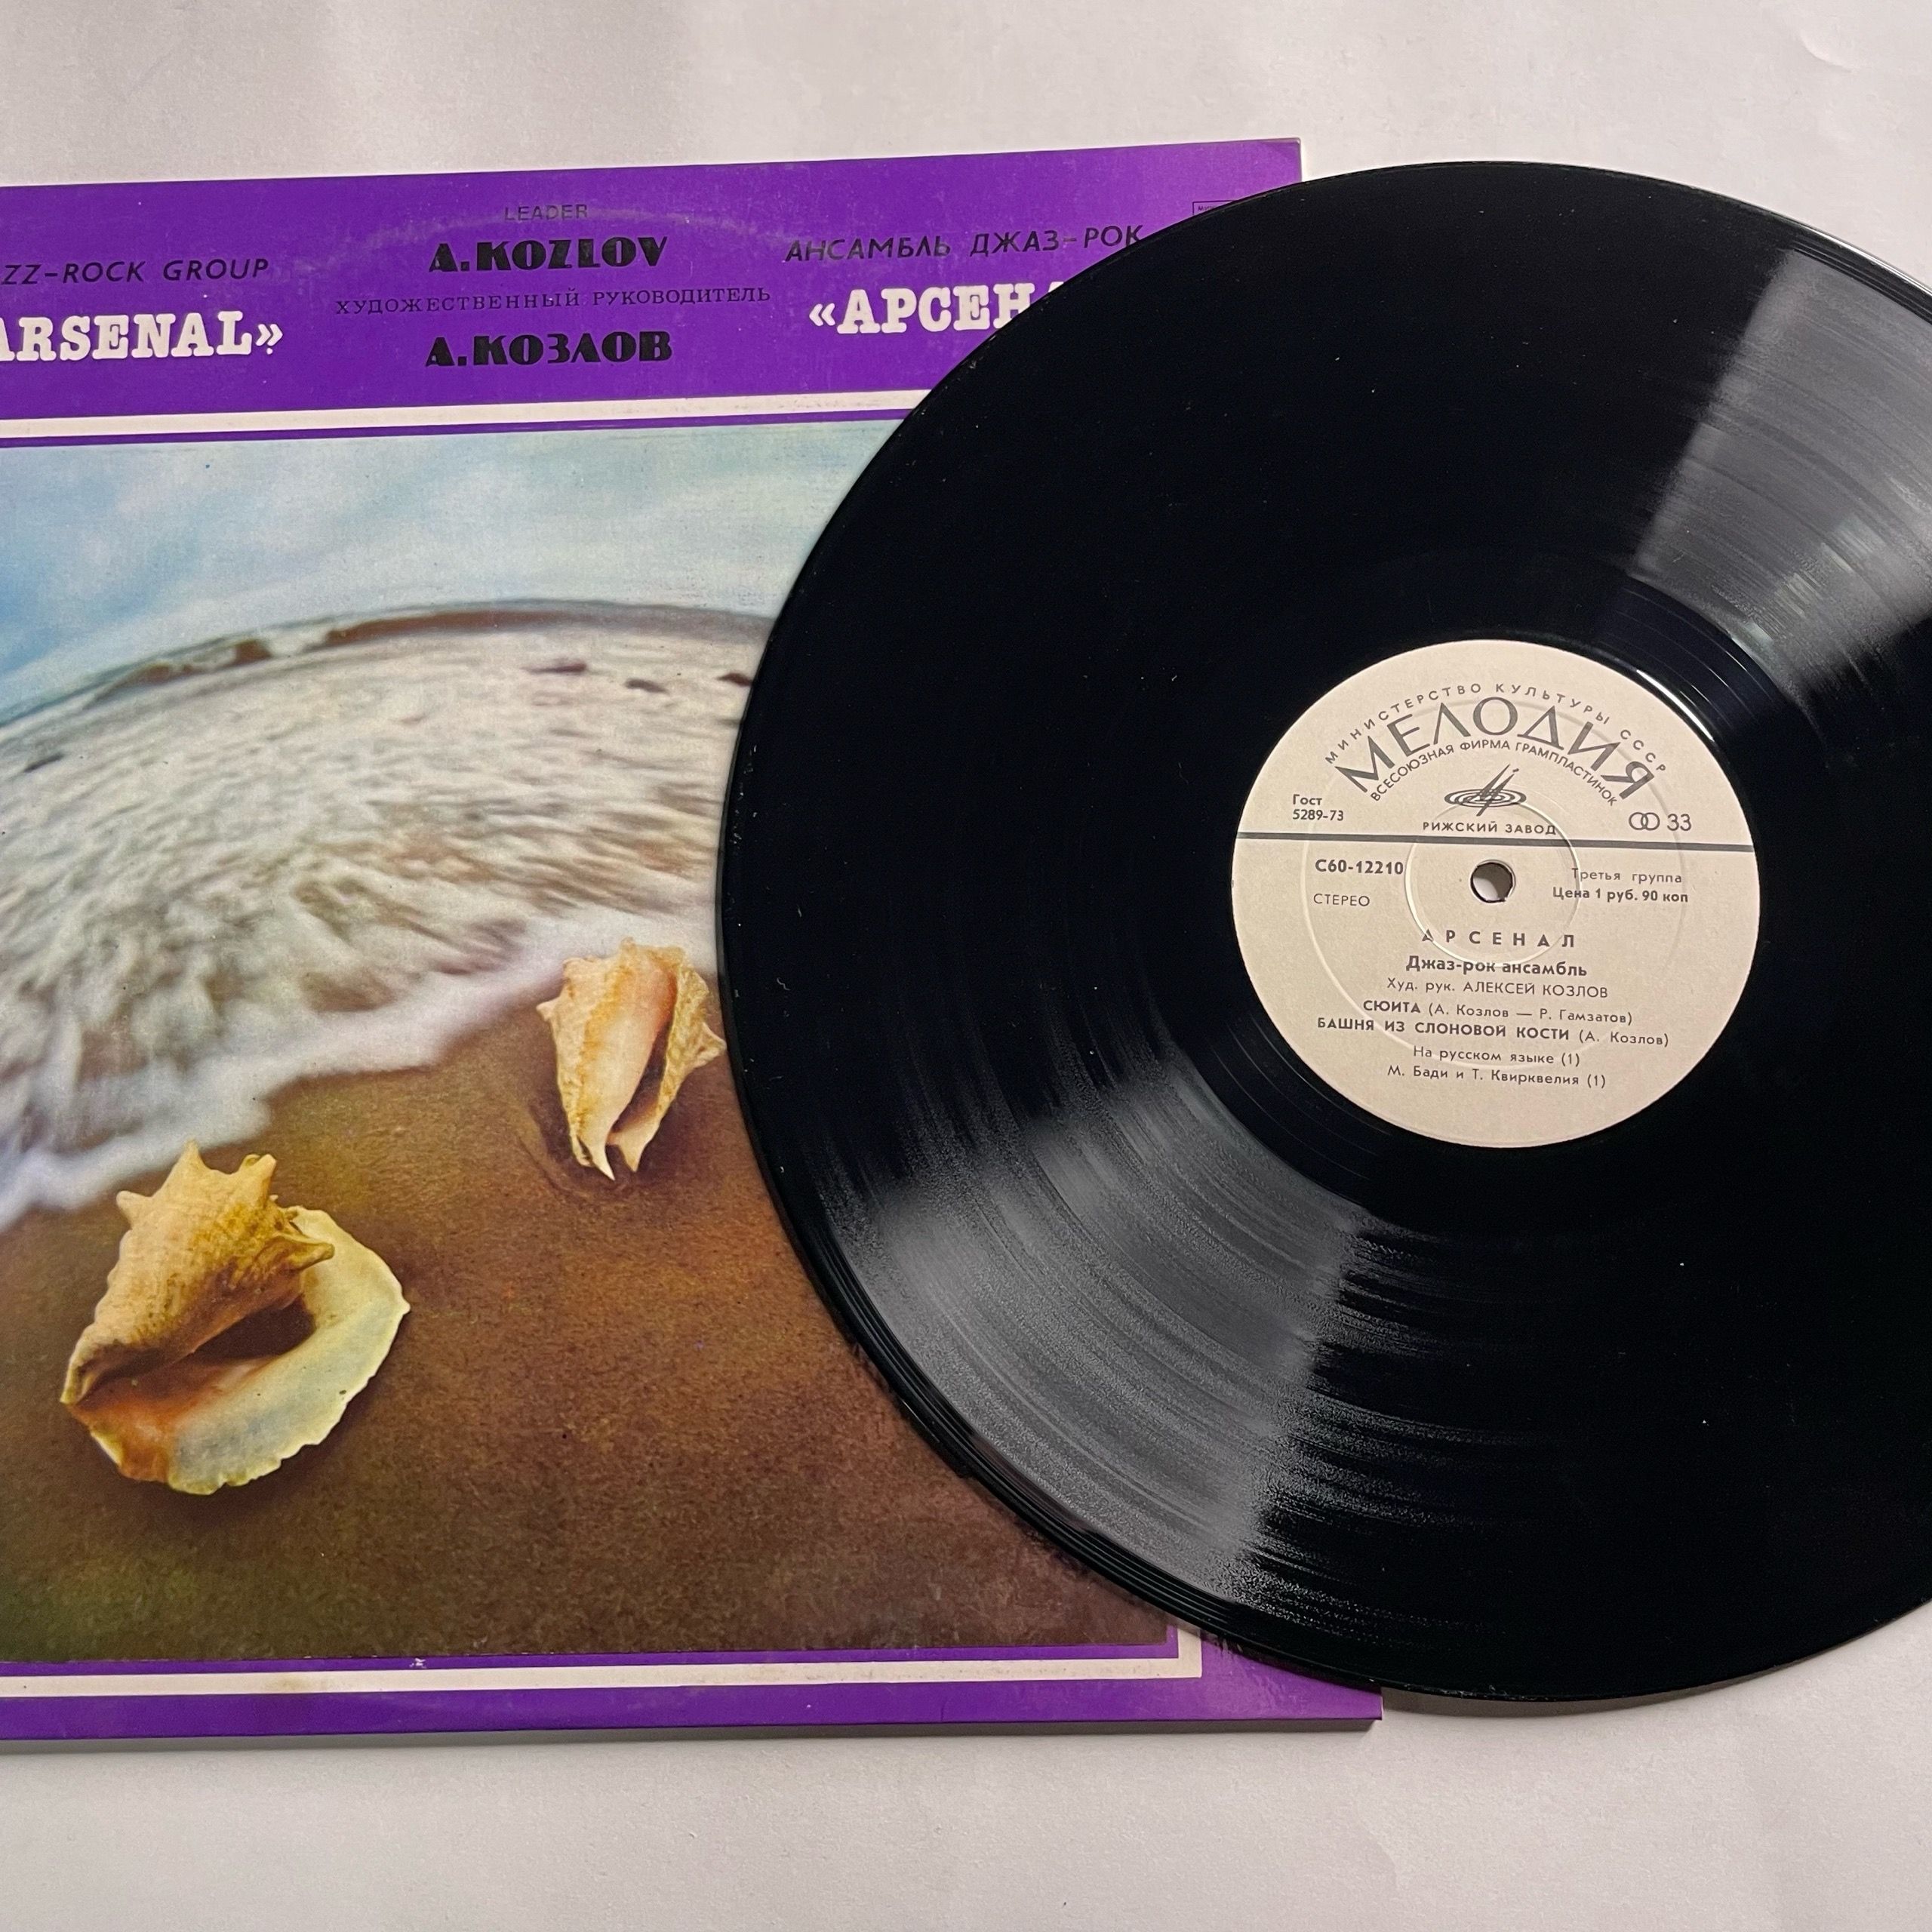 LEADER
A.KOZLOV
ZZ-ROCK GROUP
ARSENAL»
ХУДОЖЕСТВЕННЫЙ РУКОВОДИТЕЛЬ
А.КОЗЛОВ
АНСАМБЛЬ ДЖАЗ-РОК
«АРСЕНА
МИНИСТЕРСТВО КУЛЬТУРЫ СССР
МЕЛОДИЯ
ВСЕСОЮЗНАЯ ФИРМА ГРАМПЛАСТИНОК
Гост
5289-73
РИЖСКИЙ ЗАВОД
33
С60-12210
Третья группа
СТЕРЕО
Цена 1 руб. 90 коп
АРСЕНАЛ
Джаз-рок ансамбль
Худ. рук. АЛЕКСЕЙ КОЗЛОВ
СЮИТА (А. Козлов — Р. Гамзатов)
БАШНЯ ИЗ СЛОНОВОЙ КОСТИ (А. Козлов)
На русском языке (1)
М. Бади и Т. Квирквелия (1)